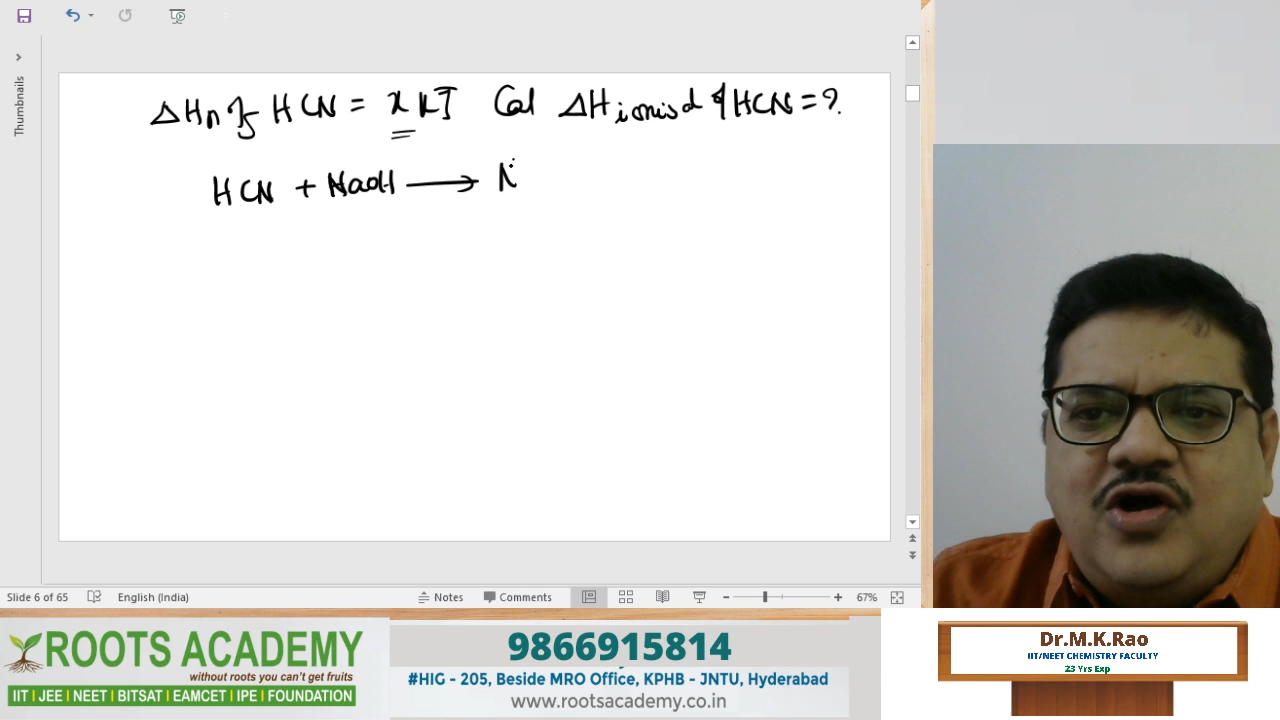 Thumbnails
ΔHn of HCN = x kJ Cal ΔHionisd of HCN = ?
HCN + NaOH ⟶ N
Slide 6 of 65
English (India)
Notes
Comments
67%
ROOTS ACADEMY
without roots you can't get fruits
IIT I JEE I NEET I BITSAT I EAMCET I IPE I FOUNDATION
9866915814
#HIG - 205, Beside MRO Office, KPHB - JNTU, Hyderabad
www.rootsacademy.co.in
Dr.M.K.Rao
IIT/NEET CHEMISTRY FACULTY
23 Yrs Exp